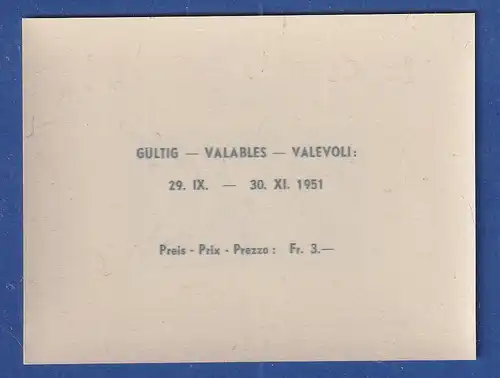 GÜLTIG — VALABLES — VALEVOLI:
29. IX. — 30. XI. 1951
Preis - Prix - Prezzo: Fr. 3.—